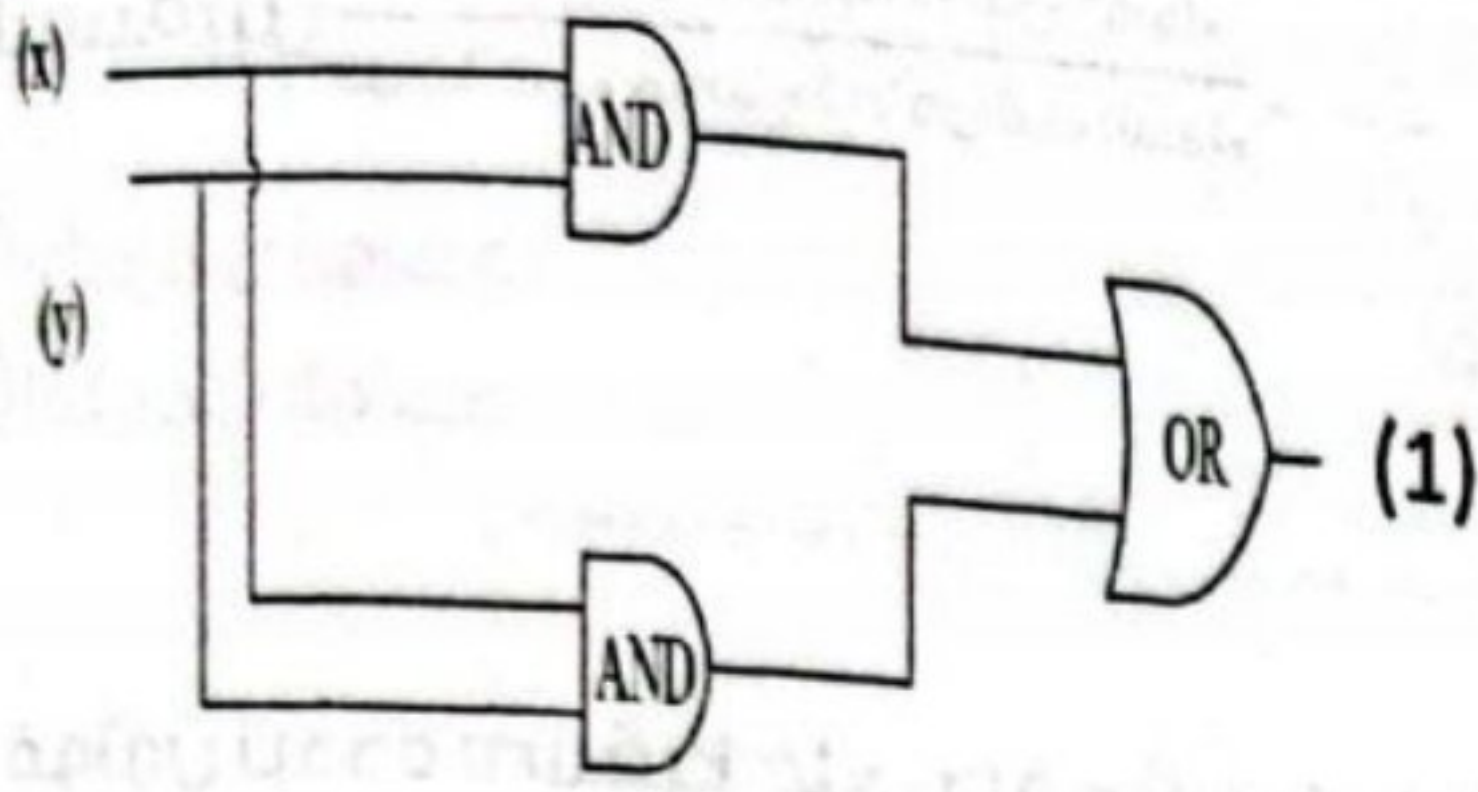 (x)
AND
(y)
OR
(1)
AND